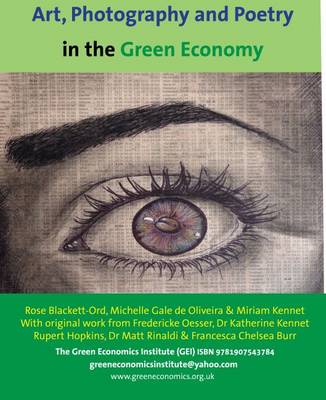 Art, Photography and Poetry
in the Green Economy
Rose Blackett-Ord, Michelle Gale de Oliveira & Miriam Kennet
With original work from Fredericke Oesser, Dr Katherine Kennet
Rupert Hopkins, Dr Matt Rinaldi & Francesca Chelsea Burr
The Green Economics Institute (GEI) ISBN 9781907543784
greeneconomicsinstitute@yahoo.com
www.greeneconomics.org.uk